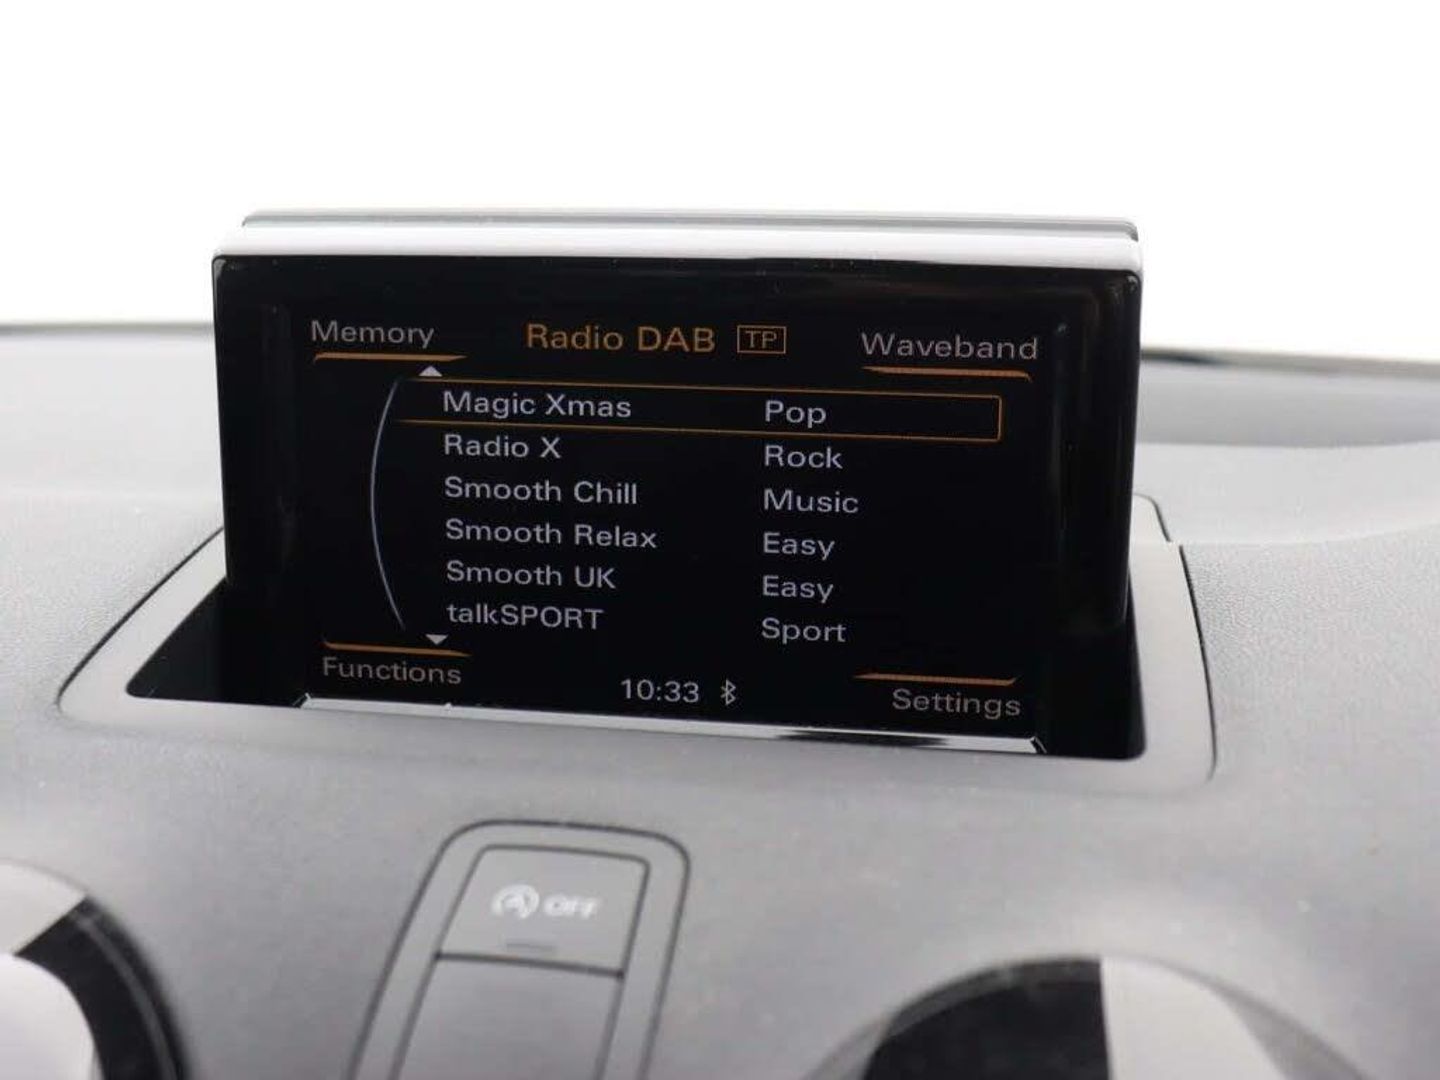 Memory Radio DAB TP Waveband
Magic Xmas Pop
Radio X Rock
Smooth Chill Music
Smooth Relax Easy
Smooth UK Easy
talkSPORT Sport
Functions 10:33 Settings
A OFF